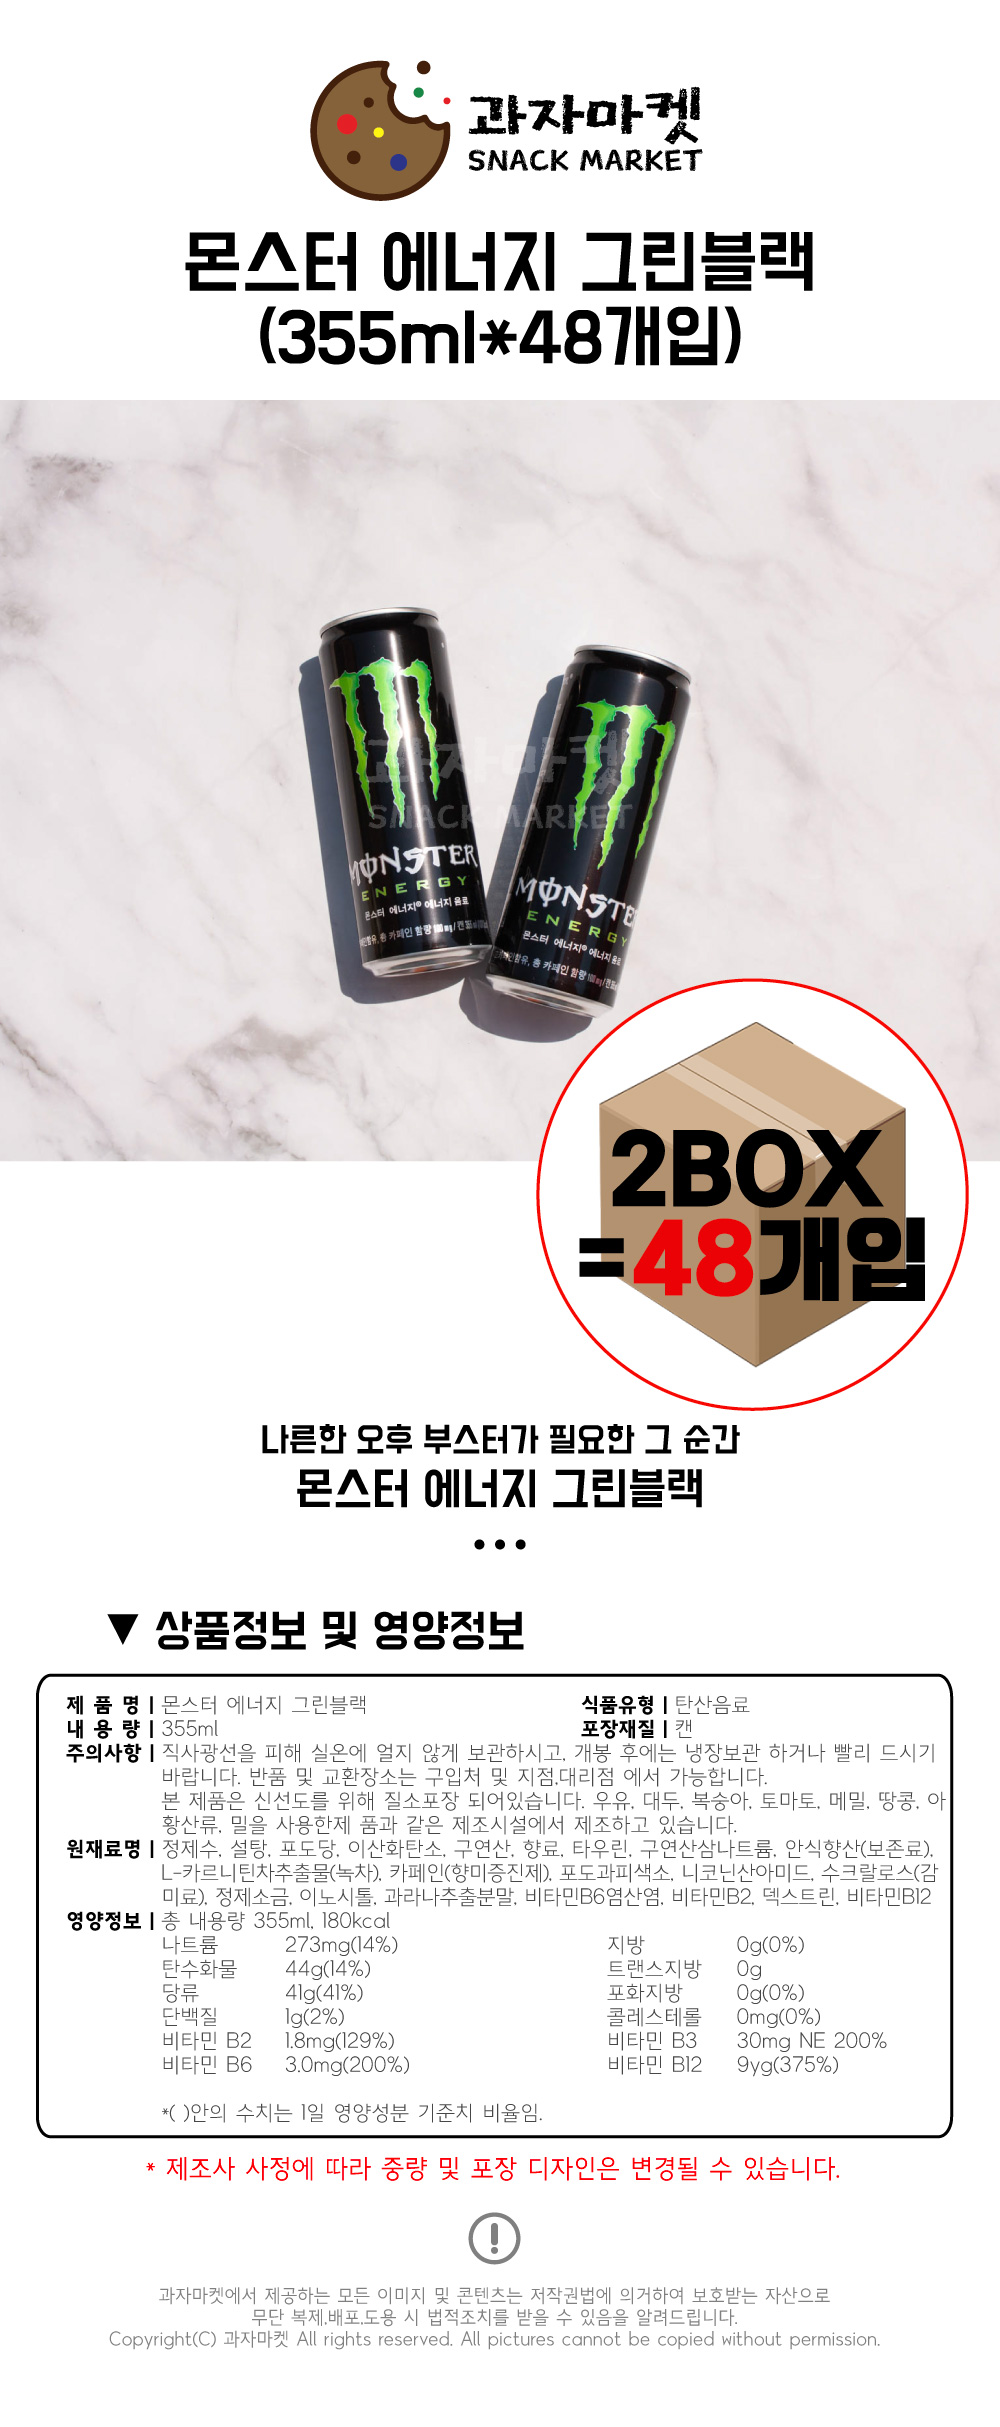 과자마켓
SNACK MARKET
몬스터 에너지 그린블랙
(355ml*48개입)
과자마켓
SNACK MARKET
MONSTER
ENERGY
몬스터 에너지® 에너지 음료
MONSTE
ENERGY
몬스터 에너지® 에너지 음료
2BOX
=48개입
나른한 오후 부스터가 필요한 그 순간
몬스터 에너지 그린블랙
•••
▼ 상품정보 및 영양정보
제 품 명 | 몬스터 에너지 그린블랙 식품유형 | 탄산음료
내 용 량 | 355ml 포장재질 | 캔
주의사항 | 직사광선을 피해 실온에 얼지 않게 보관하시고, 개봉 후에는 냉장보관 하거나 빨리 드시기
바랍니다. 반품 및 교환장소는 구입처 및 지점,대리점 에서 가능합니다.
본 제품은 신선도를 위해 질소포장 되어있습니다. 우유, 대두, 복숭아, 토마토, 메밀, 땅콩, 아
황산류, 밀을 사용한제 품과 같은 제조시설에서 제조하고 있습니다.
원재료명 | 정제수, 설탕, 포도당, 이산화탄소, 구연산, 향료, 타우린, 구연산삼나트륨, 안식향산(보존료),
L-카르니틴차추출물(녹차), 카페인(향미증진제), 포도과피색소, 니코닌산아미드, 수크랄로스(감
미료), 정제소금, 이노시톨, 과라나추출분말, 비타민B6염산염, 비타민B2, 덱스트린, 비타민B12
영양정보 | 총 내용량 355ml, 180kcal
나트륨 273mg(14%) 지방 0g(0%)
탄수화물 44g(14%) 트랜스지방 0g
당류 41g(41%) 포화지방 0g(0%)
단백질 1g(2%) 콜레스테롤 0mg(0%)
비타민 B2 1.8mg(129%) 비타민 B3 30mg NE 200%
비타민 B6 3.0mg(200%) 비타민 B12 9yg(375%)
*( )안의 수치는 1일 영양성분 기준치 비율임.
* 제조사 사정에 따라 중량 및 포장 디자인은 변경될 수 있습니다.
과자마켓에서 제공하는 모든 이미지 및 콘텐츠는 저작권법에 의거하여 보호받는 자산으로
무단 복제,배포,도용 시 법적조치를 받을 수 있음을 알려드립니다.
Copyright(C) 과자마켓 All rights reserved. All pictures cannot be copied without permission.